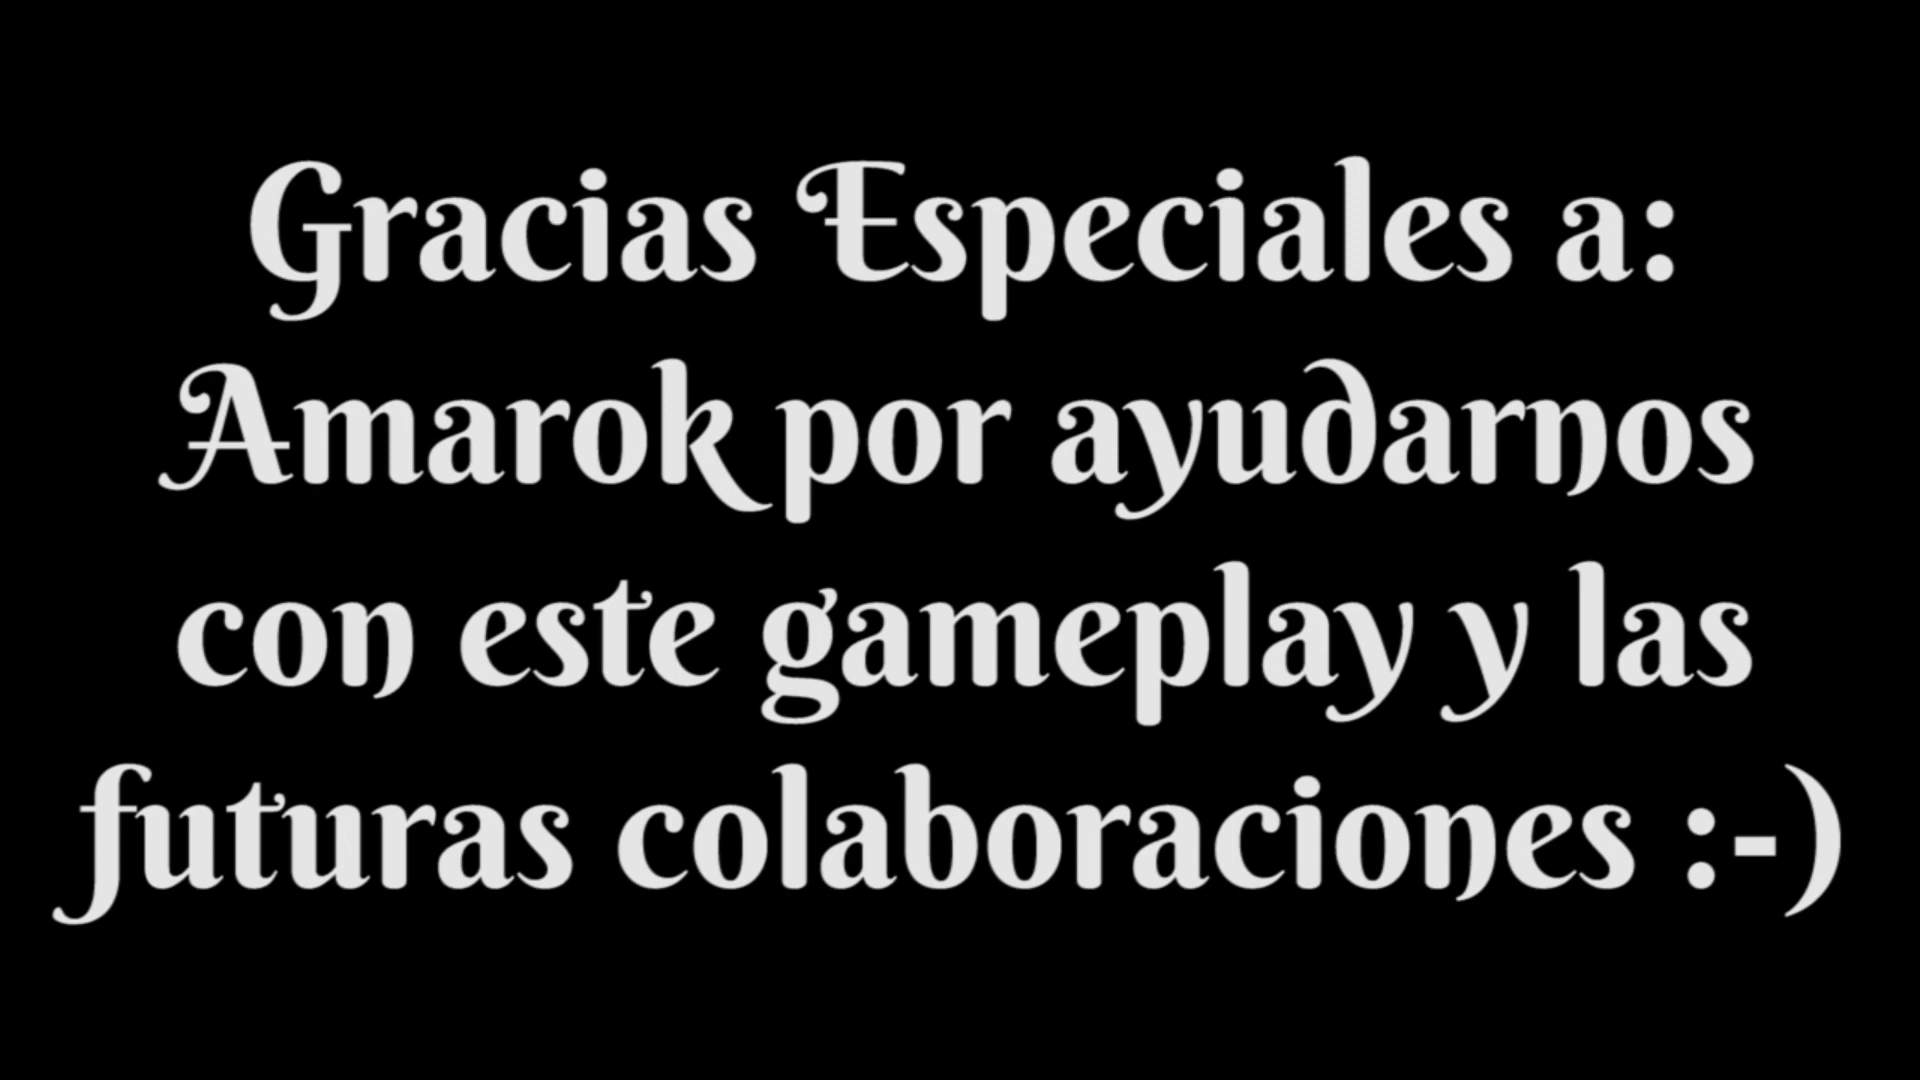 Gracias Especiales a:
Amarok por ayudarnos
con este gameplay y las
futuras colaboraciones :-)